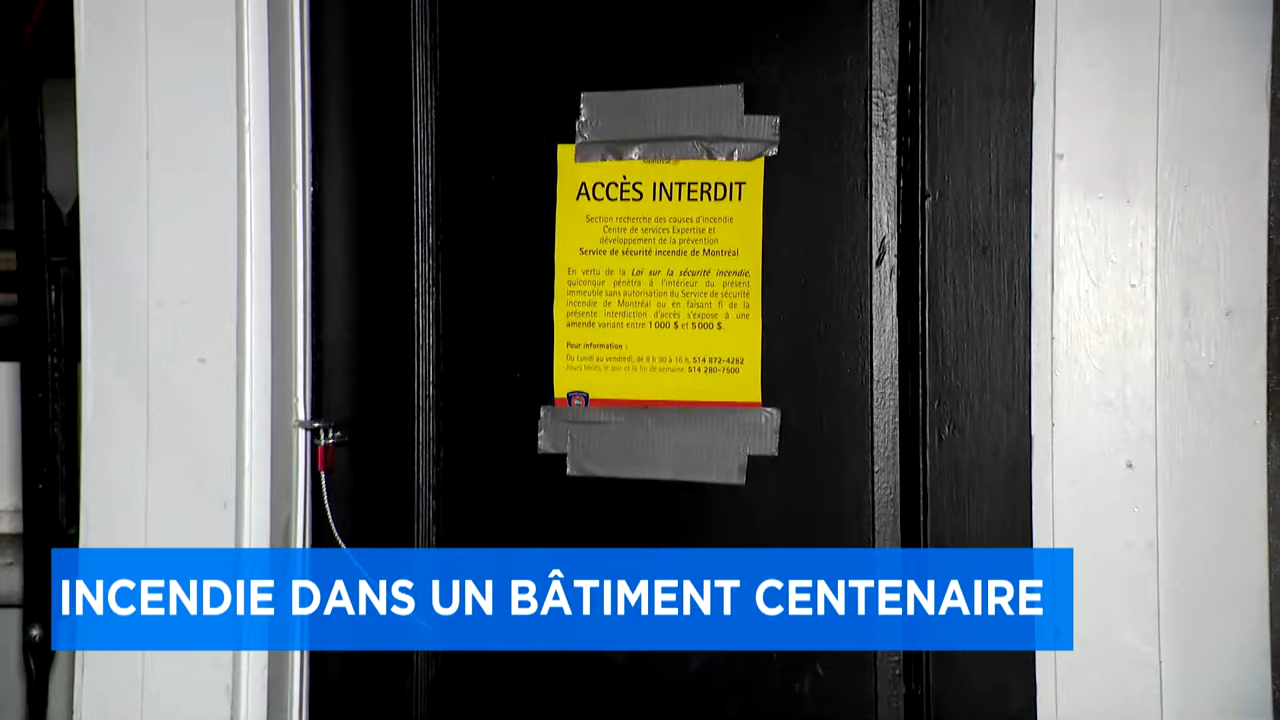 Montréal
ACCÈS INTERDIT
Section recherche des causes d'incendie
Centre de services Expertise et
développement de la prévention
Service de sécurité incendie de Montréal
En vertu de la Loi sur la sécurité incendie,
quiconque pénètra à l'intérieur du présent
immeuble sans autorisation du Service de sécurité
incendie de Montréal ou en faisant fi de la
présente interdiction d'accès s'expose à une
amende variant entre 1 000 $ et 5 000 $.
Pour information :
Du Lundi au vendredi, de 8 h 30 à 16 h, 514 872-4282
Jours fériés, le soir et la fin de semaine, 514 280-7500
INCENDIE DANS UN BÂTIMENT CENTENAIRE